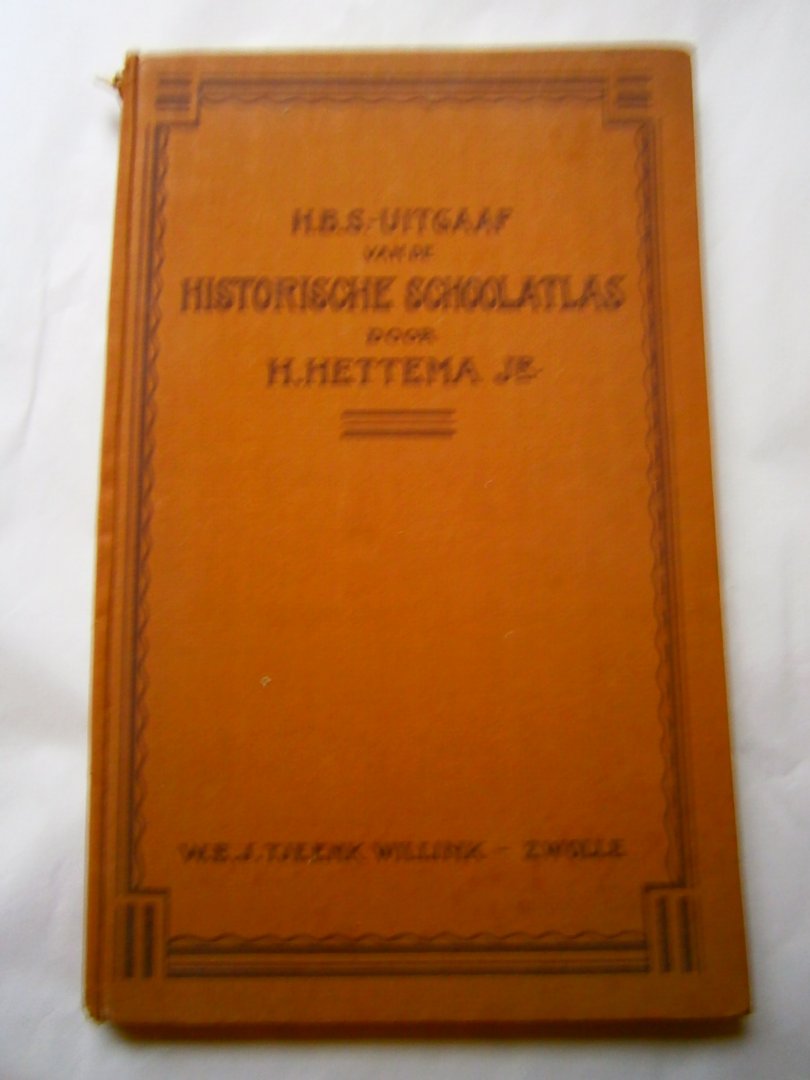 H.B.S.-UITGAAF
VAN DE
HISTORISCHE SCHOOLATLAS
DOOR
H. HETTEMA JR.
W.E.J. TJEENK WILLINK - ZWOLLE